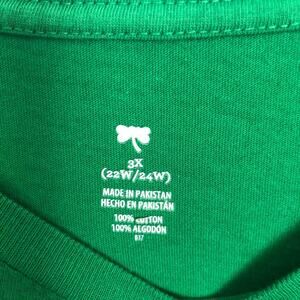 3X
(22W/24W)
MADE IN PAKISTAN
HECHO EN PAKISTÁN
100% COTTON
100% ALGODÓN